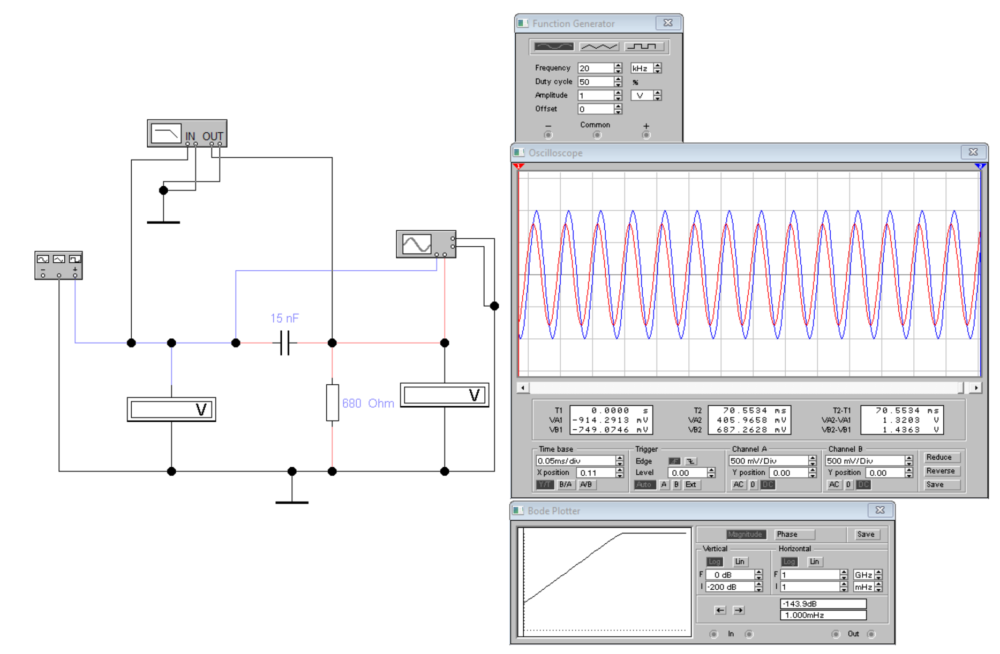 IN OUT
- +
15 nF
V
680 Ohm
V
Function Generator
Frequency 20 kHz
Duty cycle 50 %
Amplitude 1 V
Offset 0
- Common +
Oscilloscope
1 2
T1 0.0000 s
VA1 -914.2913 mV
VB1 -749.0746 mV
T2 70.5534 ms
VA2 405.9658 mV
VB2 687.2628 mV
T2-T1 70.5534 ms
VA2-VA1 1.3203 V
VB2-VB1 1.4363 V
Time base
0.05ms/div
X position 0.11
Y/T B/A A/B
Trigger
Edge
Level 0.00
Auto A B Ext
Channel A
500 mV/Div
Y position 0.00
AC 0 DC
Channel B
500 mV/Div
Y position 0.00
AC 0 DC
Reduce
Reverse
Save
Bode Plotter
Magnitude Phase Save
Vertical
Log Lin
F 0 dB
I -200 dB
Horizontal
Log Lin
F 1 GHz
I 1 mHz
← →
-143.9dB
1.000mHz
In Out